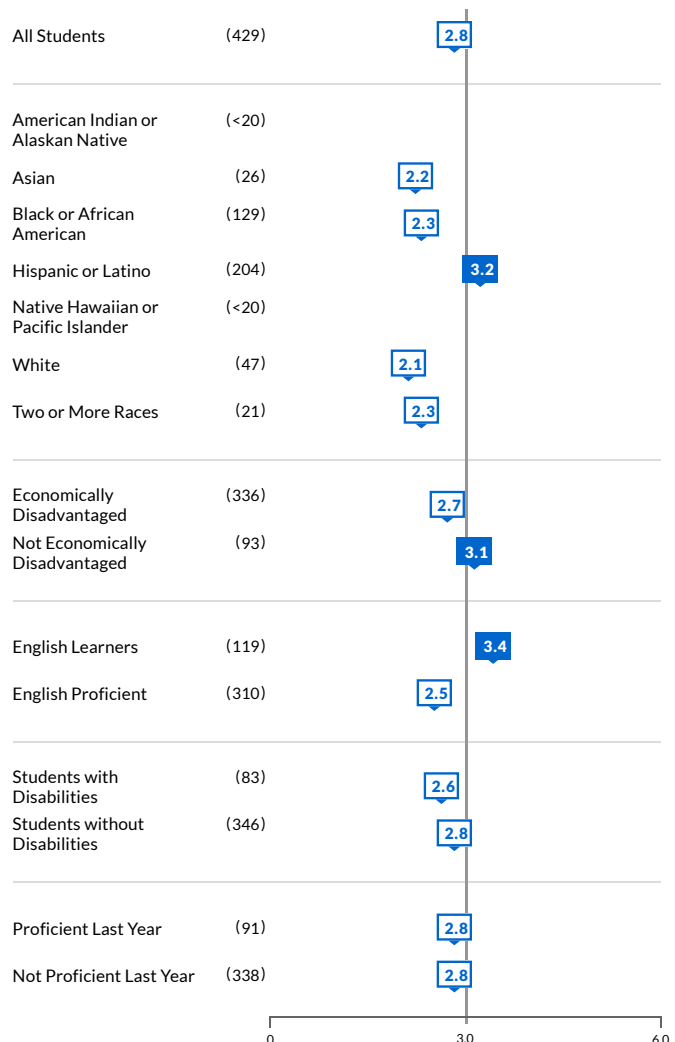 All Students (429) 2.8
American Indian or (<20)
Alaskan Native
Asian (26) 2.2
Black or African (129) 2.3
American
Hispanic or Latino (204) 3.2
Native Hawaiian or (<20)
Pacific Islander
White (47) 2.1
Two or More Races (21) 2.3
Economically (336) 2.7
Disadvantaged
Not Economically (93) 3.1
Disadvantaged
English Learners (119) 3.4
English Proficient (310) 2.5
Students with (83) 2.6
Disabilities
Students without (346) 2.8
Disabilities
Proficient Last Year (91) 2.8
Not Proficient Last Year (338) 2.8
0 3.0 6.0